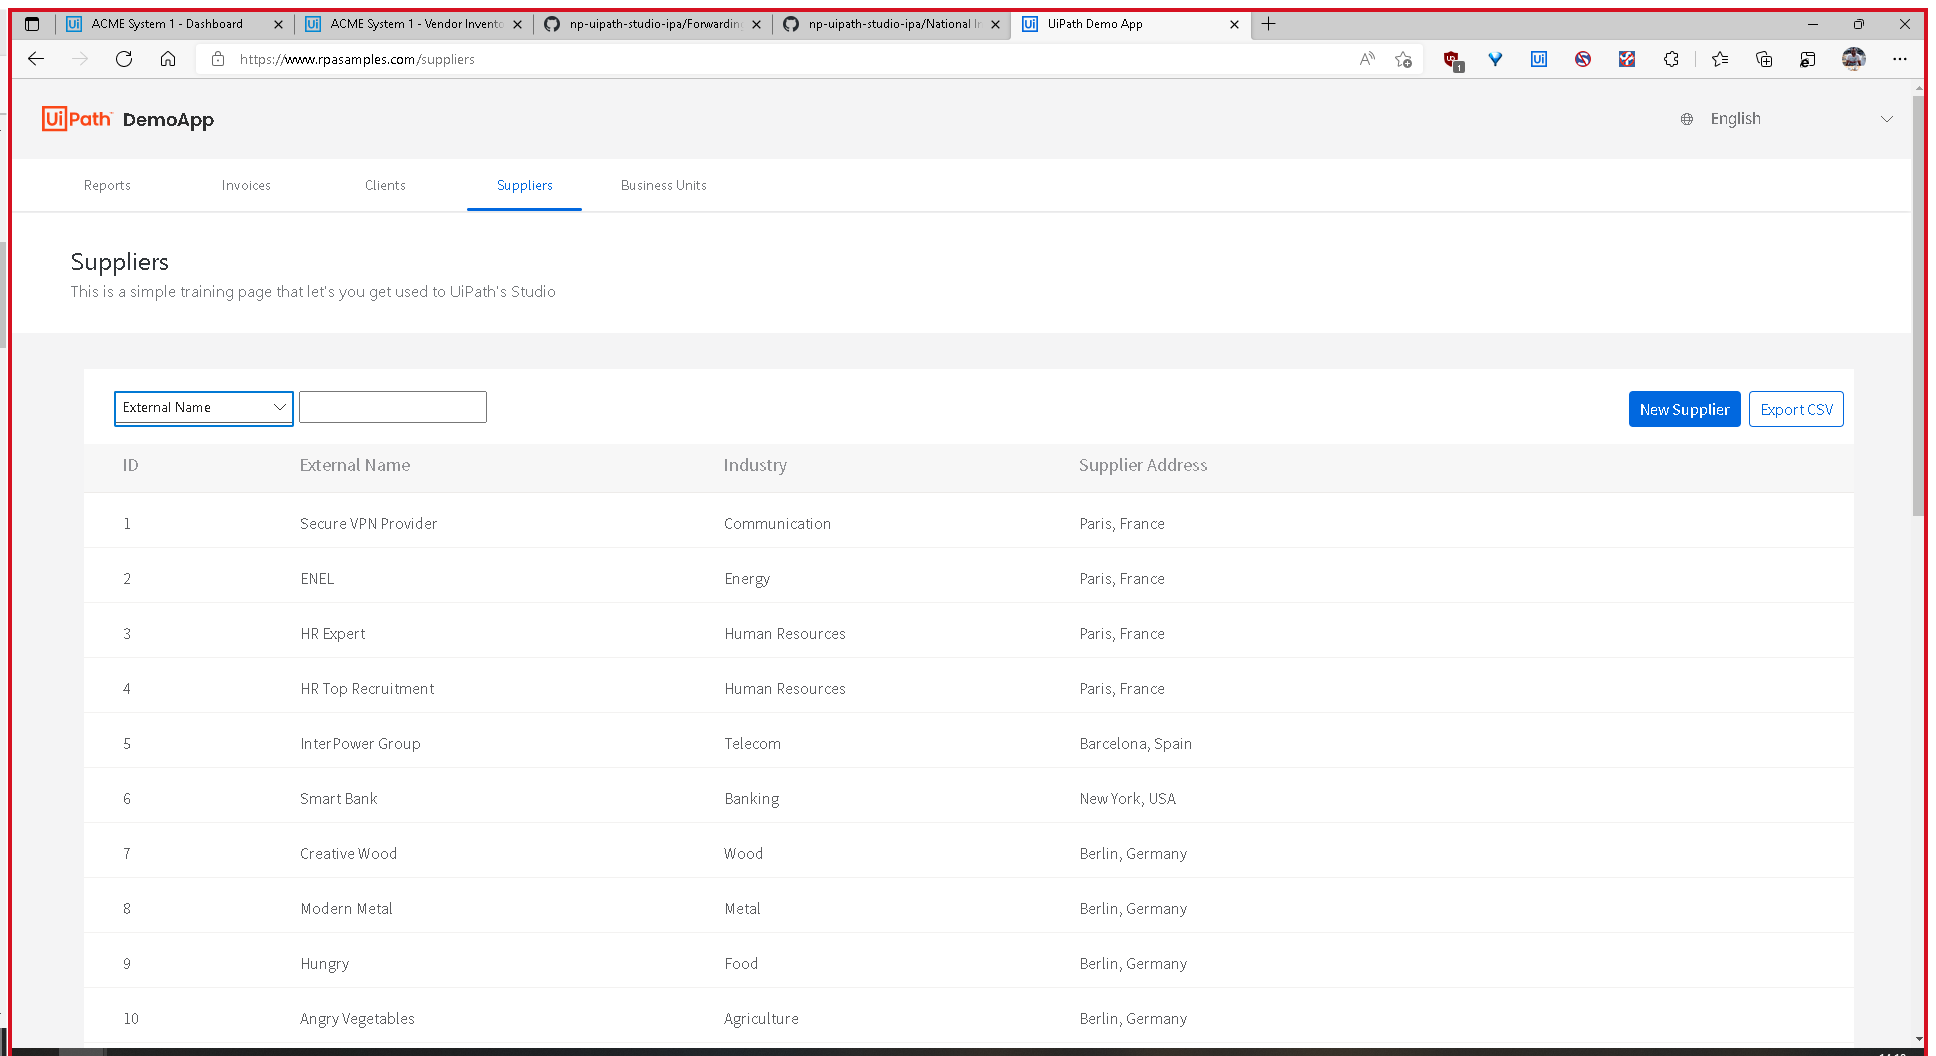 ACME System 1 - Dashboard
ACME System 1 - Vendor Invento
np-uipath-studio-ipa/Forwarding
np-uipath-studio-ipa/National In
Ui UiPath Demo App
https://www.rpasamples.com/suppliers
UiPath DemoApp
English
Reports Invoices Clients Suppliers Business Units
Suppliers
This is a simple training page that let's you get used to UiPath's Studio
External Name
New Supplier Export CSV
ID External Name Industry Supplier Address
1 Secure VPN Provider Communication Paris, France
2 ENEL Energy Paris, France
3 HR Expert Human Resources Paris, France
4 HR Top Recruitment Human Resources Paris, France
5 InterPower Group Telecom Barcelona, Spain
6 Smart Bank Banking New York, USA
7 Creative Wood Wood Berlin, Germany
8 Modern Metal Metal Berlin, Germany
9 Hungry Food Berlin, Germany
10 Angry Vegetables Agriculture Berlin, Germany